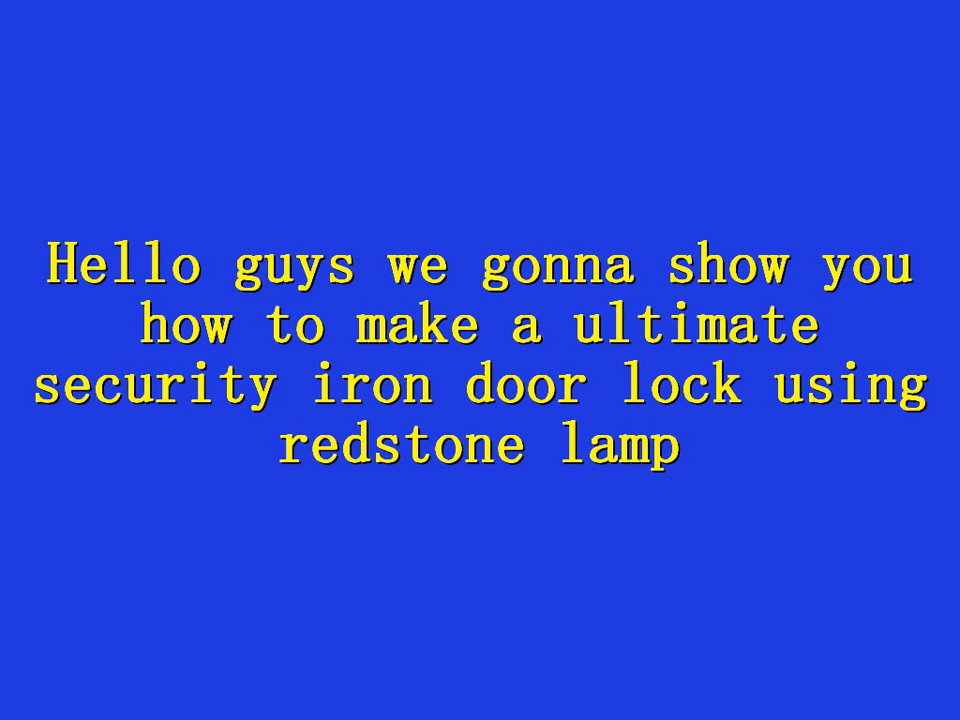 Hello guys we gonna show you
how to make a ultimate
security iron door lock using
redstone lamp